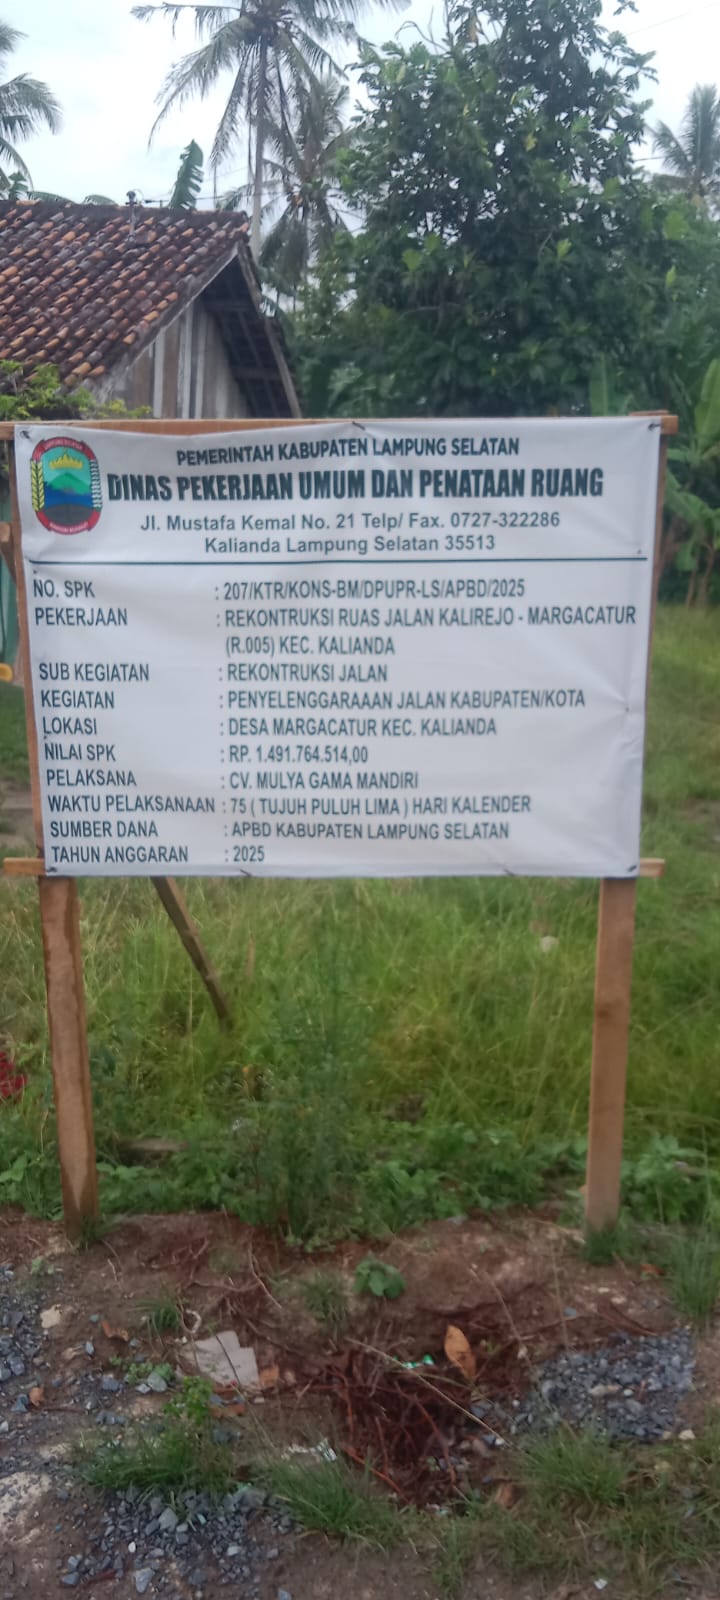 PEMERINTAH KABUPATEN LAMPUNG SELATAN
DINAS PEKERJAAN UMUM DAN PENATAAN RUANG
Jl. Mustafa Kemal No. 21 Telp/ Fax. 0727-322286
Kalianda Lampung Selatan 35513
LAMPUNG SELATAN
NO. SPK : 207/KTR/KONS-BM/DPUPR-LS/APBD/2025
PEKERJAAN : REKONTRUKSI RUAS JALAN KALIREJO - MARGACATUR
(R.005) KEC. KALIANDA
SUB KEGIATAN : REKONTRUKSI JALAN
KEGIATAN : PENYELENGGARAAAN JALAN KABUPATEN/KOTA
LOKASI : DESA MARGACATUR KEC. KALIANDA
NILAI SPK : RP. 1.491.764.514,00
PELAKSANA : CV. MULYA GAMA MANDIRI
WAKTU PELAKSANAAN : 75 ( TUJUH PULUH LIMA ) HARI KALENDER
SUMBER DANA : APBD KABUPATEN LAMPUNG SELATAN
TAHUN ANGGARAN : 2025